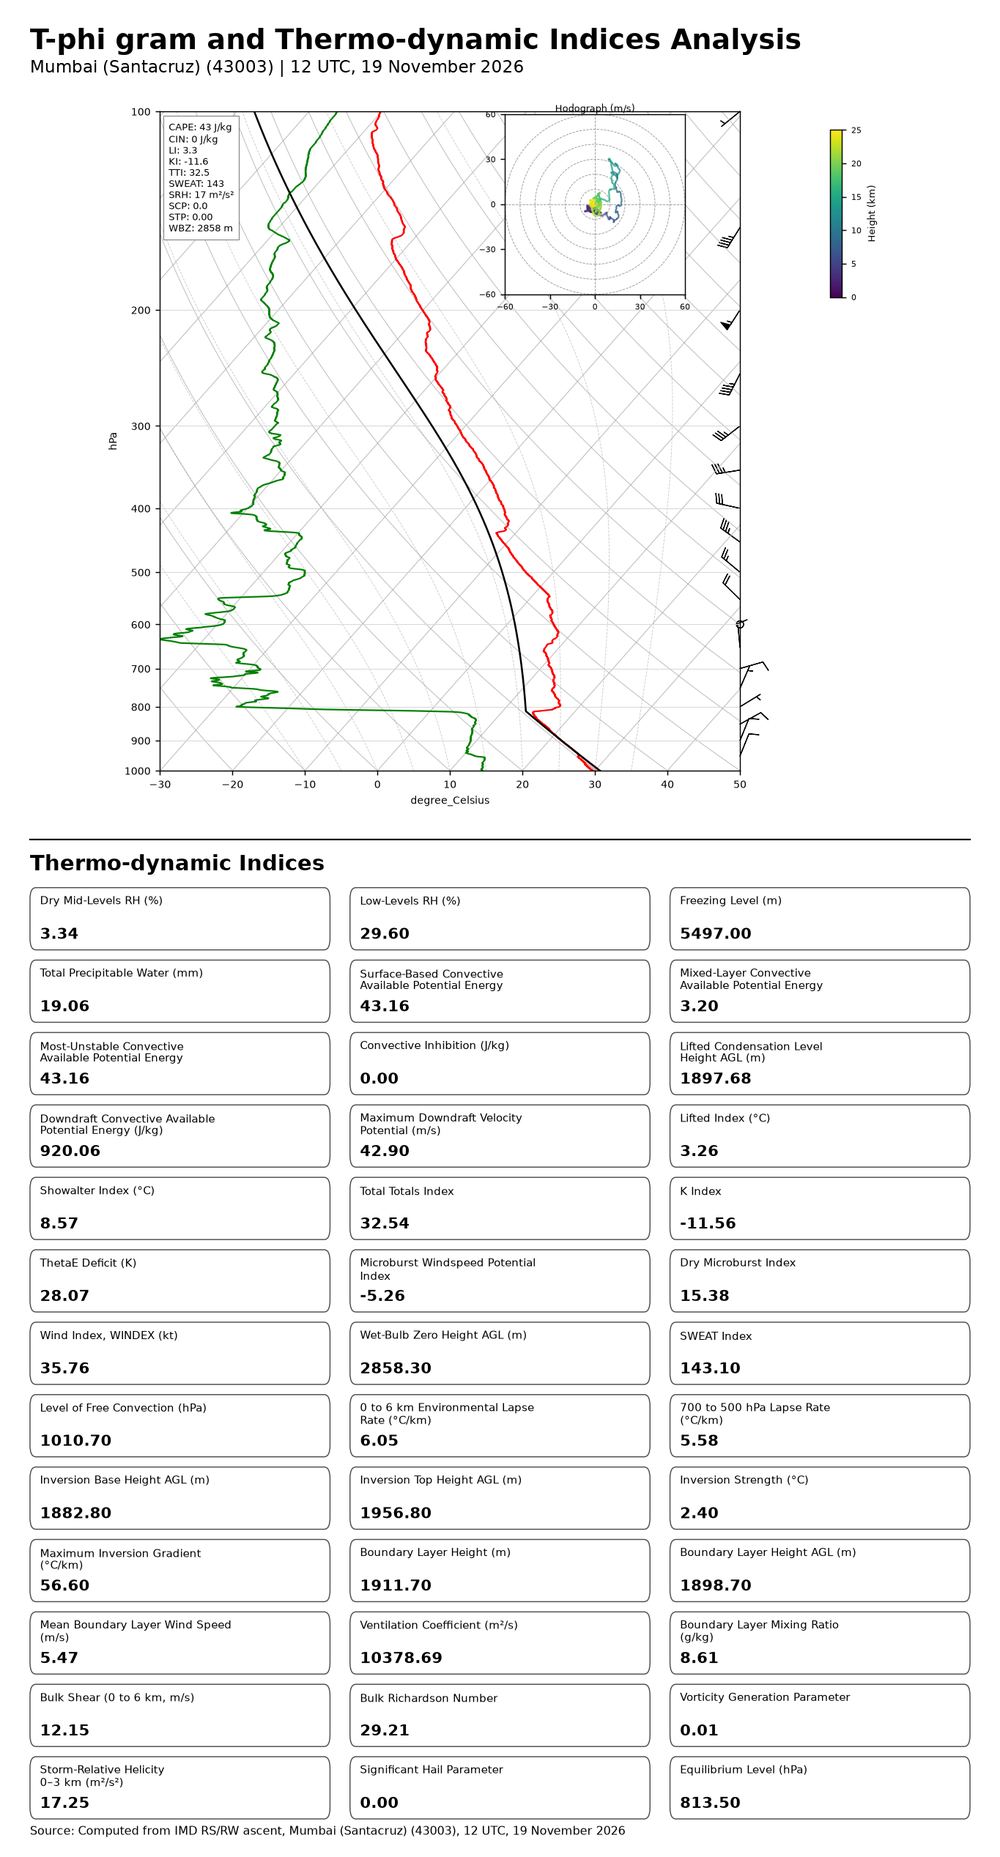 T-phi gram and Thermo-dynamic Indices Analysis
Mumbai (Santacruz) (43003) | 12 UTC, 19 November 2026
Hodograph (m/s)
CAPE: 43 J/kg
CIN: 0 J/kg
LI: 3.3
KI: -11.6
TTI: 32.5
SWEAT: 143
SRH: 17 m²/s²
SCP: 0.0
STP: 0.00
WBZ: 2858 m
100
200
300
400
500
600
700
800
900
1000
hPa
−30 −20 −10 0 10 20 30 40 50
degree_Celsius
60
30
0
−30
−60
−60 −30 0 30 60
25
20
15
10
5
0
Height (km)
Thermo-dynamic Indices
Dry Mid-Levels RH (%)
3.34
Low-Levels RH (%)
29.60
Freezing Level (m)
5497.00
Total Precipitable Water (mm)
19.06
Surface-Based Convective
Available Potential Energy
43.16
Mixed-Layer Convective
Available Potential Energy
3.20
Most-Unstable Convective
Available Potential Energy
43.16
Convective Inhibition (J/kg)
0.00
Lifted Condensation Level
Height AGL (m)
1897.68
Downdraft Convective Available
Potential Energy (J/kg)
920.06
Maximum Downdraft Velocity
Potential (m/s)
42.90
Lifted Index (°C)
3.26
Showalter Index (°C)
8.57
Total Totals Index
32.54
K Index
-11.56
ThetaE Deficit (K)
28.07
Microburst Windspeed Potential
Index
-5.26
Dry Microburst Index
15.38
Wind Index, WINDEX (kt)
35.76
Wet-Bulb Zero Height AGL (m)
2858.30
SWEAT Index
143.10
Level of Free Convection (hPa)
1010.70
0 to 6 km Environmental Lapse
Rate (°C/km)
6.05
700 to 500 hPa Lapse Rate
(°C/km)
5.58
Inversion Base Height AGL (m)
1882.80
Inversion Top Height AGL (m)
1956.80
Inversion Strength (°C)
2.40
Maximum Inversion Gradient
(°C/km)
56.60
Boundary Layer Height (m)
1911.70
Boundary Layer Height AGL (m)
1898.70
Mean Boundary Layer Wind Speed
(m/s)
5.47
Ventilation Coefficient (m²/s)
10378.69
Boundary Layer Mixing Ratio
(g/kg)
8.61
Bulk Shear (0 to 6 km, m/s)
12.15
Bulk Richardson Number
29.21
Vorticity Generation Parameter
0.01
Storm-Relative Helicity
0–3 km (m²/s²)
17.25
Significant Hail Parameter
0.00
Equilibrium Level (hPa)
813.50
Source: Computed from IMD RS/RW ascent, Mumbai (Santacruz) (43003), 12 UTC, 19 November 2026